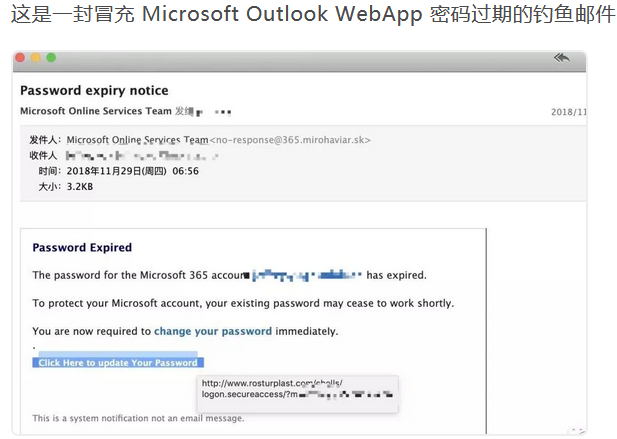 这是一封冒充 Microsoft Outlook WebApp 密码过期的钓鱼邮件
Password expiry notice
Microsoft Online Services Team 发给
2018/11
发件人: Microsoft Online Services Team<no-response@365.mirohaviar.sk>
收件人
时间: 2018年11月29日(周四) 06:56
大小: 3.2KB
Password Expired
The password for the Microsoft 365 account has expired.
To protect your Microsoft account, your existing password may cease to work shortly.
You are now required to change your password immediately.
Click Here to update Your Password
http://www.rosturplast.com/shells/
logon.secureaccess/?m
This is a system notification not an email message.